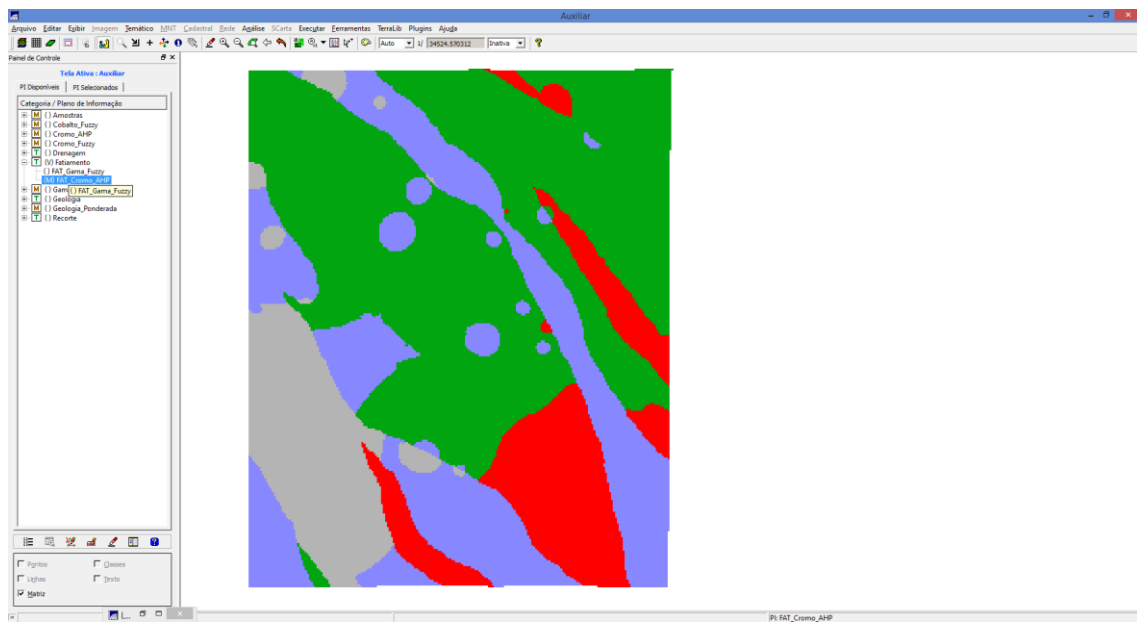 Auxiliar
Arquivo Editar Exibir Imagem Temático MNT Cadastral Rede Análise SCarta Executar Ferramentas TerraLib Plugins Ajuda
Auto 1/ 34524.570312 Inativa
Painel de Controle
Tela Ativa : Auxiliar
PI Disponíveis PI Selecionados
Categoria / Plano de Informação
M () Amostras
M () Cobalto_Fuzzy
M () Cromo_AHP
M () Cromo_Fuzzy
T () Drenagem
T (V) Fatiamento
() FAT_Gama_Fuzzy
(M) FAT_Cromo_AHP
M () Gam () FAT_Gama_Fuzzy
T () Geologia
M () Geologia_Ponderada
T () Recorte
Pontos Classes
Linhas Texto
Matriz
L...
PI: FAT_Cromo_AHP